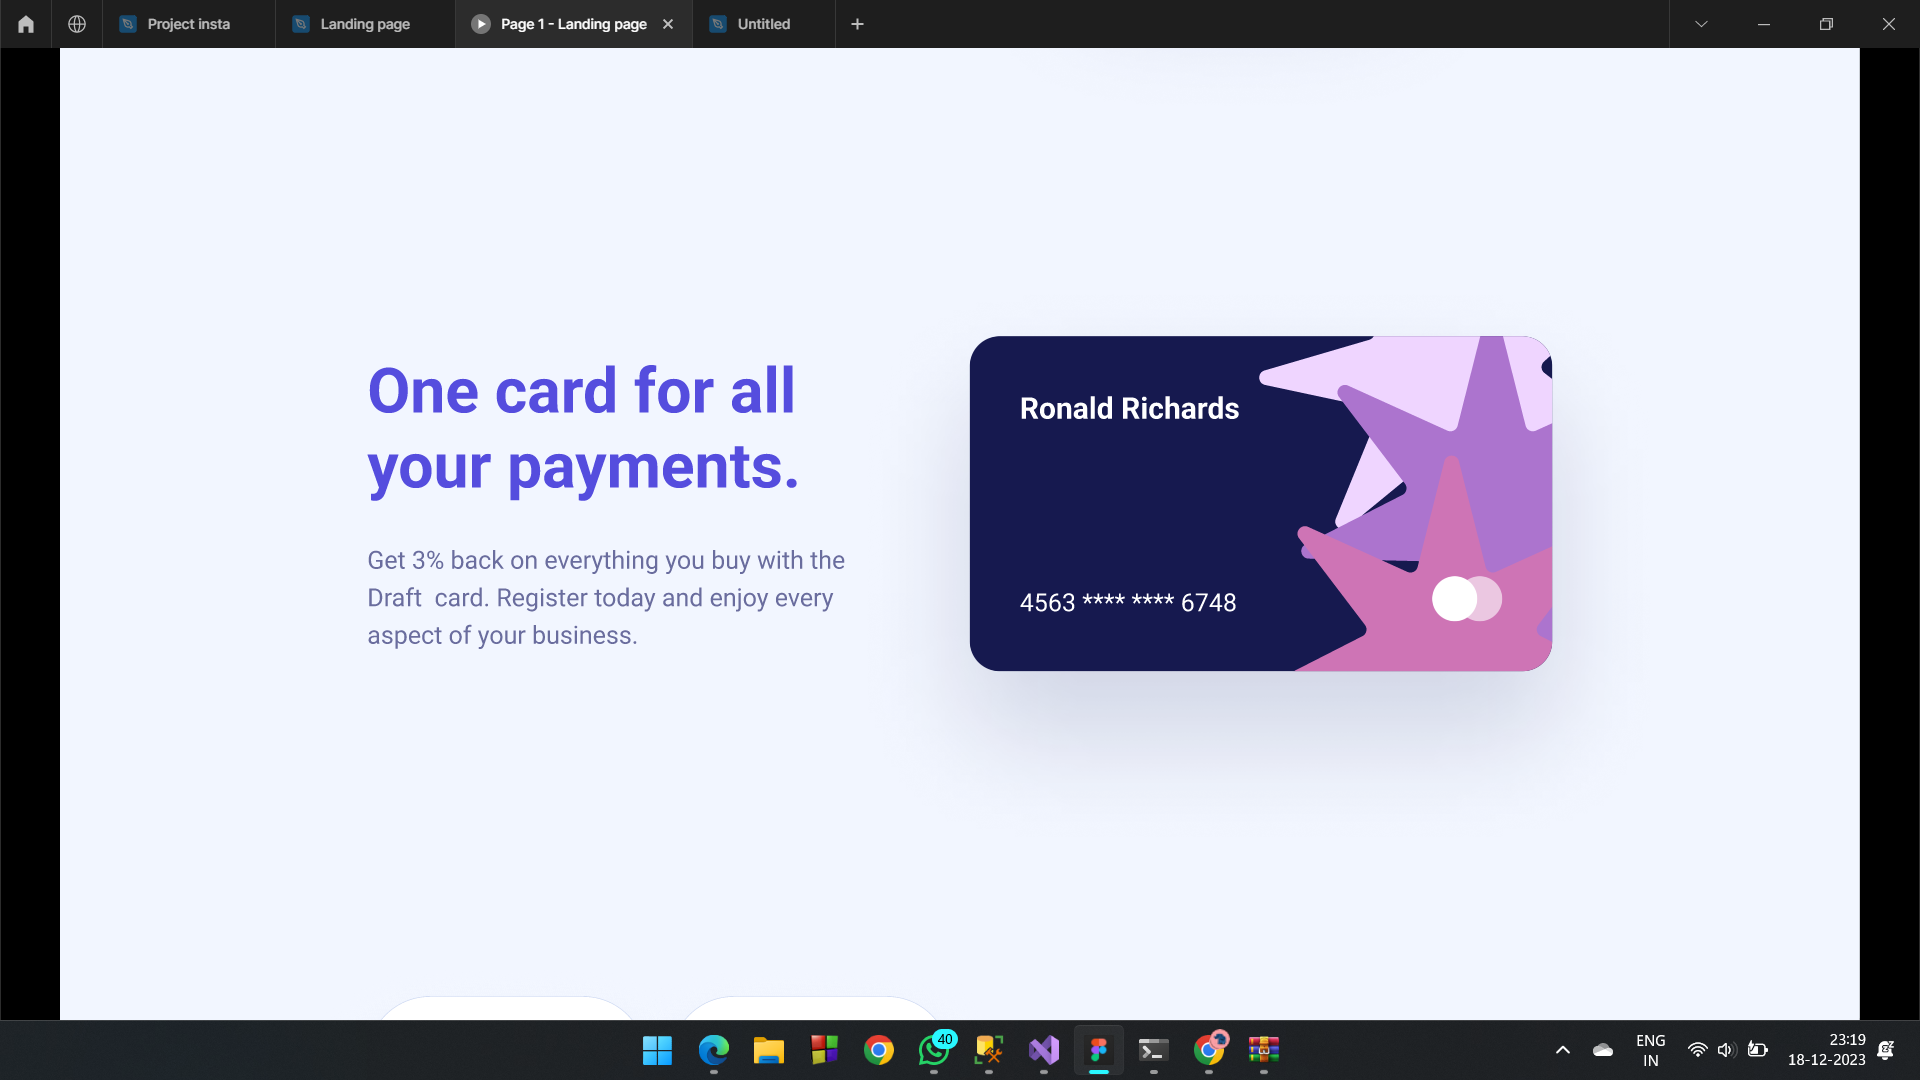 Project insta
Landing page
Page 1 - Landing page
Untitled
One card for all
your payments.
Get 3% back on everything you buy with the
Draft  card. Register today and enjoy every
aspect of your business.
Ronald Richards
4563 **** **** 6748
40
ENG
IN
23:19
18-12-2023